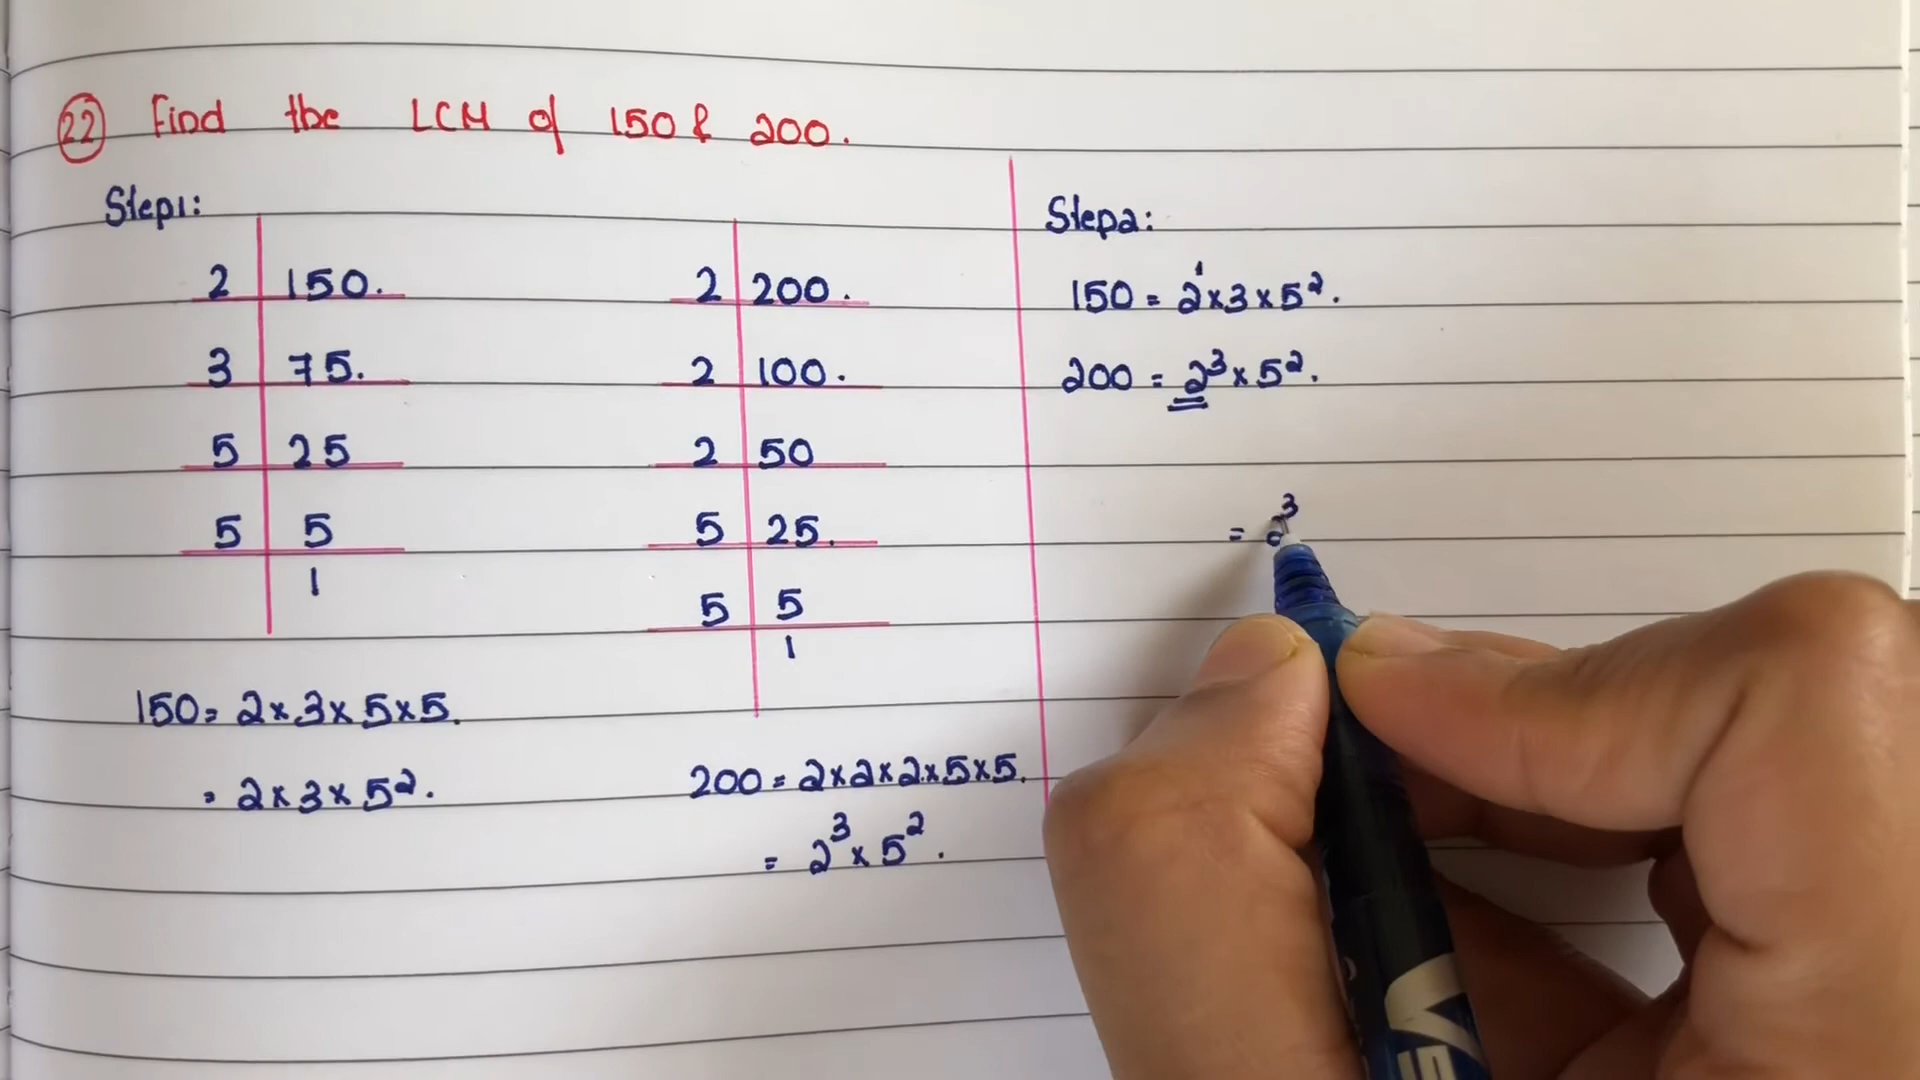 22 Find the LCM of 150 & 200.
Step1:
2 150.
3 75.
5 25
5 5
1
150 = 2×3×5×5.
= 2×3×5².
2 200.
2 100.
2 50
5 25.
5 5
1
200 = 2×2×2×5×5.
= 2³×5².
Step2:
150 = 2¹×3×5².
200 = 2³×5².
= 2³
V5